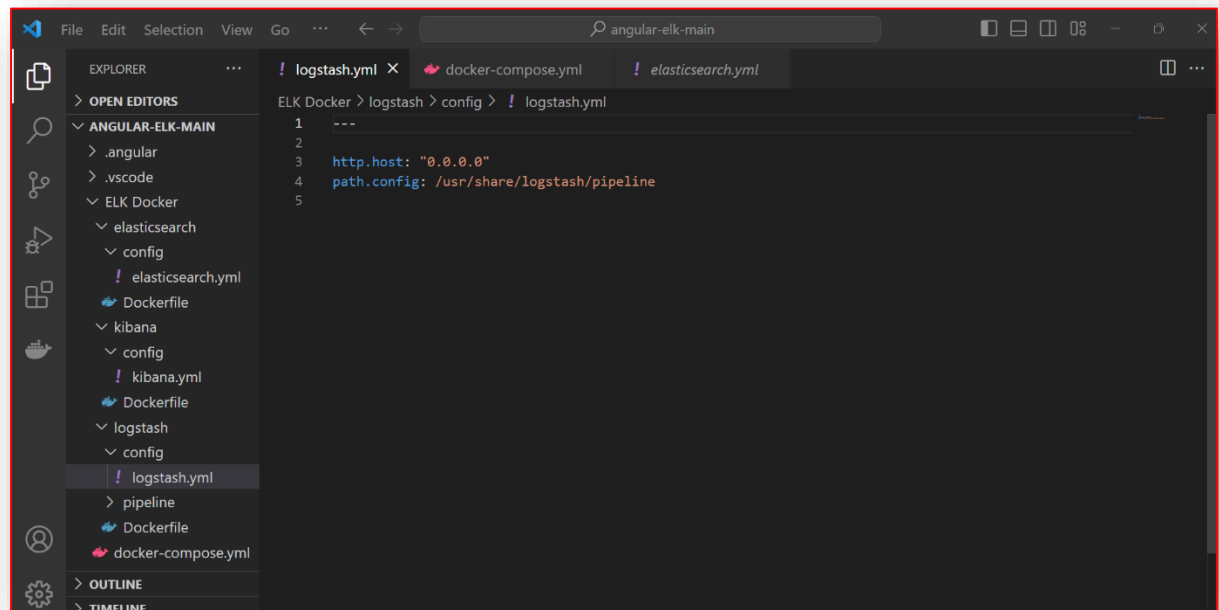 File Edit Selection View Go ··· angular-elk-main
EXPLORER ···
OPEN EDITORS
ANGULAR-ELK-MAIN
.angular
.vscode
ELK Docker
elasticsearch
config
! elasticsearch.yml
Dockerfile
kibana
config
! kibana.yml
Dockerfile
logstash
config
! logstash.yml
pipeline
Dockerfile
docker-compose.yml
OUTLINE
TIMELINE
! logstash.yml docker-compose.yml ! elasticsearch.yml
ELK Docker > logstash > config > ! logstash.yml
1 ---
2
3 http.host: "0.0.0.0"
4 path.config: /usr/share/logstash/pipeline
5